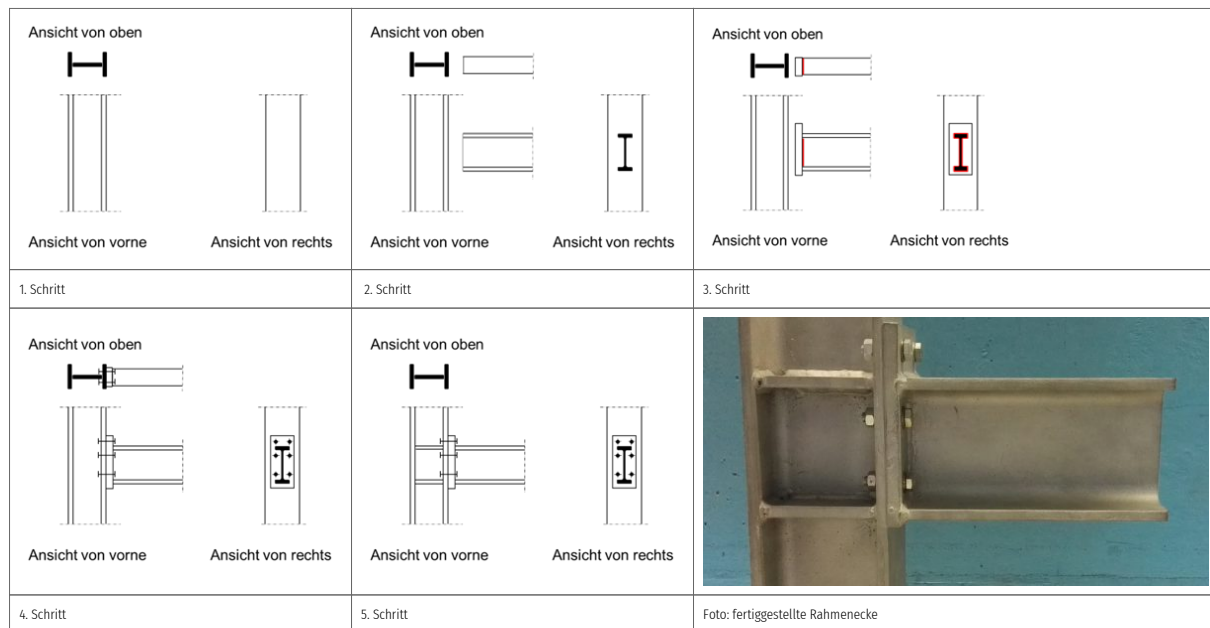 Ansicht von oben
Ansicht von vorne
Ansicht von rechts
1. Schritt
Ansicht von oben
Ansicht von vorne
Ansicht von rechts
2. Schritt
Ansicht von oben
Ansicht von vorne
Ansicht von rechts
3. Schritt
Ansicht von oben
Ansicht von vorne
Ansicht von rechts
4. Schritt
Ansicht von oben
Ansicht von vorne
Ansicht von rechts
5. Schritt
Foto: fertiggestellte Rahmenecke